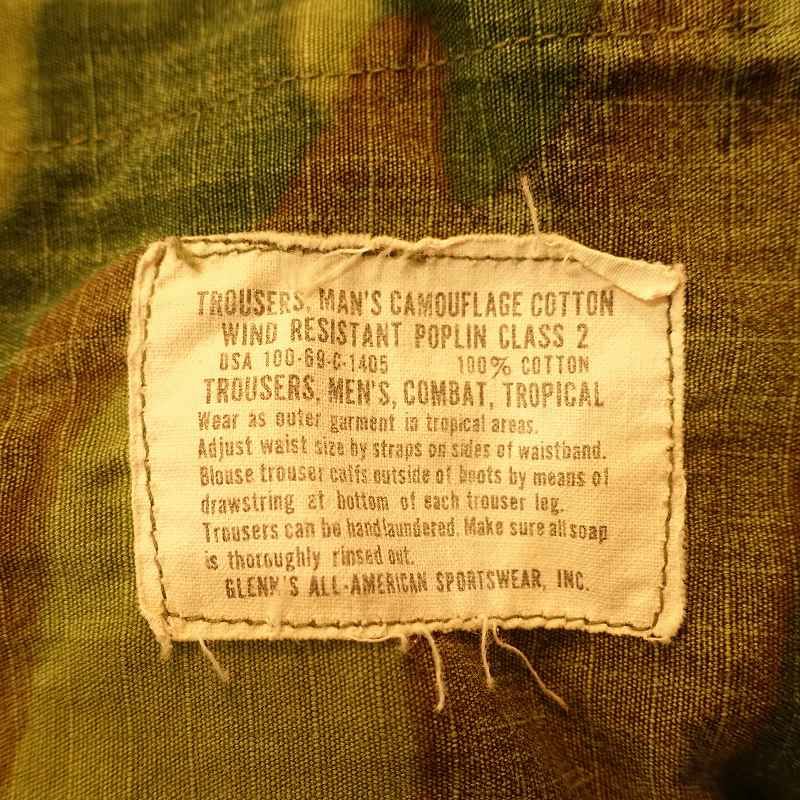 TROUSERS, MAN'S CAMOUFLAGE COTTON
WIND RESISTANT POPLIN CLASS 2
DSA 100-69-C-1405 100% COTTON
TROUSERS, MEN'S, COMBAT, TROPICAL
Wear as outer garment in tropical areas.
Adjust waist size by straps on sides of waistband.
Blouse trouser cuffs outside of boots by means of
drawstring at bottom of each trouser leg.
Trousers can be handlaundered. Make sure all soap
is thoroughly rinsed out.
GLENN'S ALL-AMERICAN SPORTSWEAR, INC.